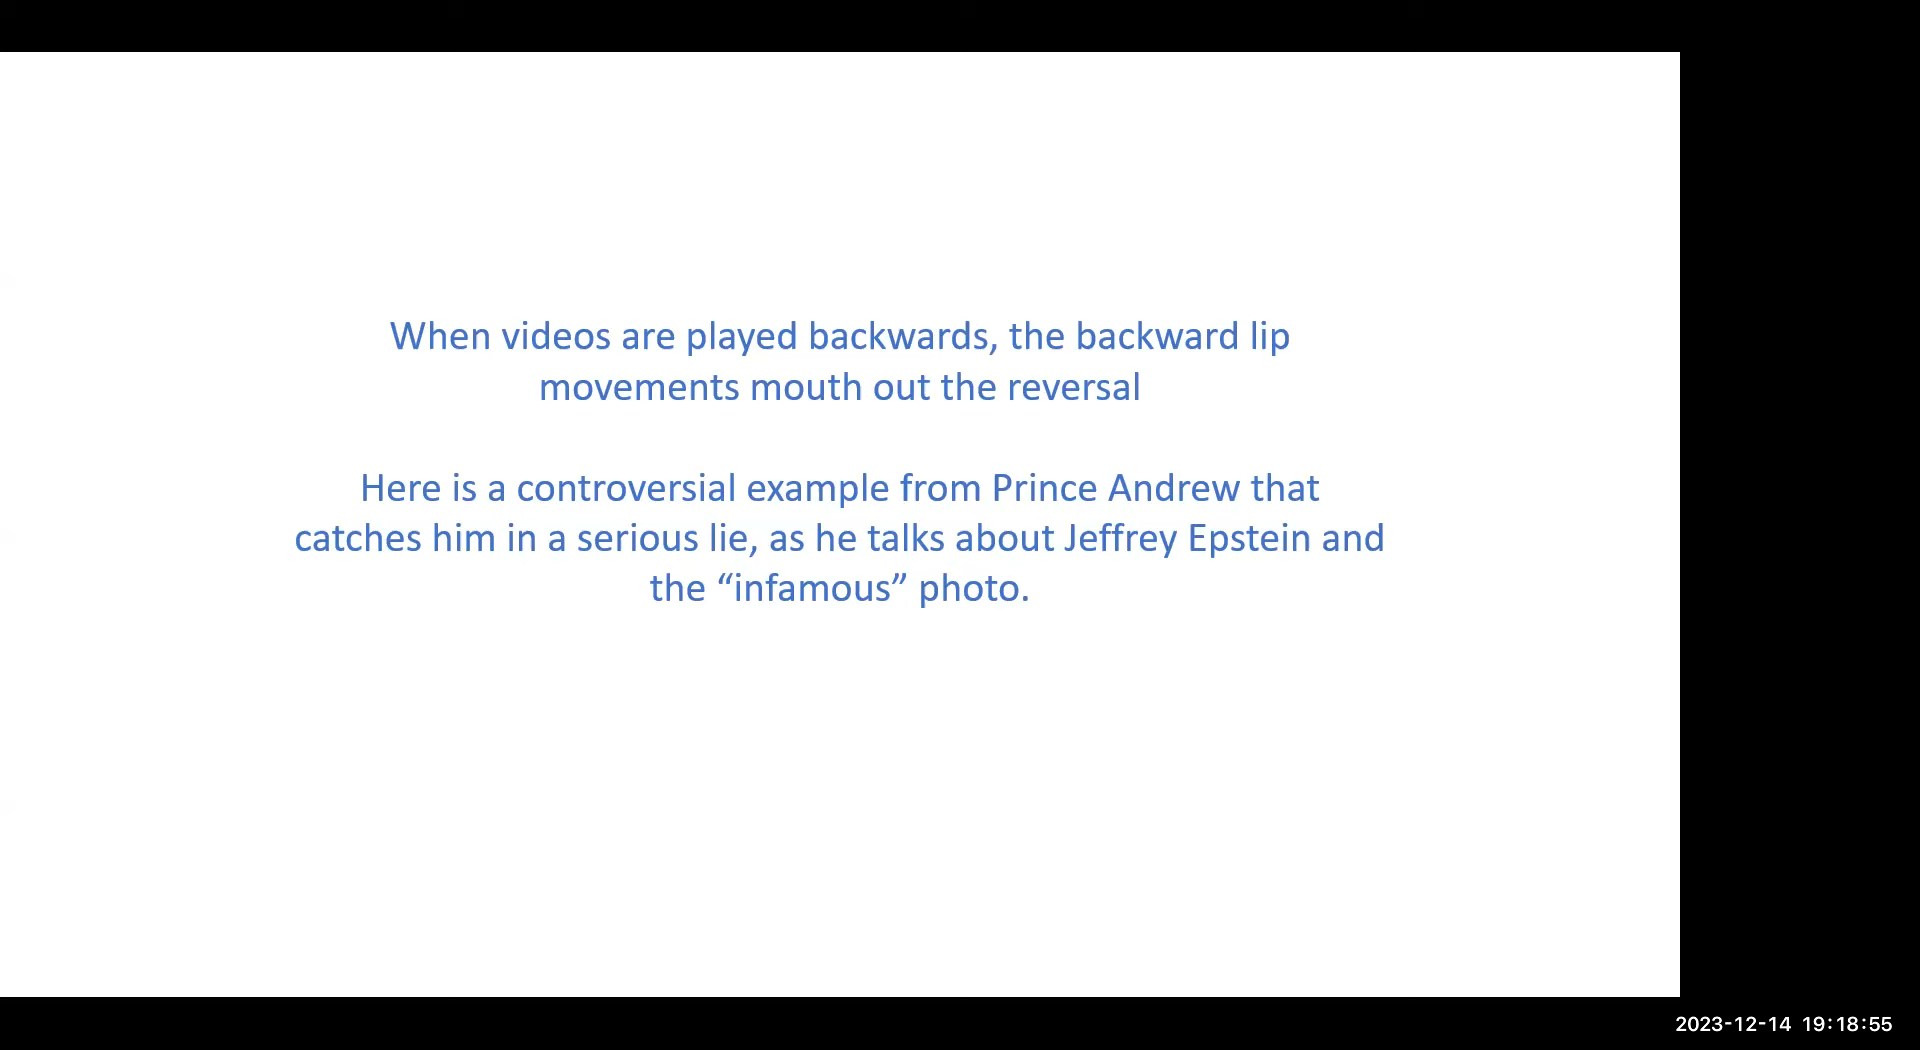 When videos are played backwards, the backward lip
movements mouth out the reversal
Here is a controversial example from Prince Andrew that
catches him in a serious lie, as he talks about Jeffrey Epstein and
the “infamous” photo.
2023-12-14 19:18:55